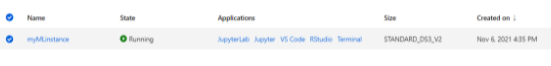 Name State Applications Size Created on ↓
myMLinstance Running JupyterLab Jupyter VS Code RStudio Terminal STANDARD_DS3_V2 Nov 6, 2021 4:35 PM